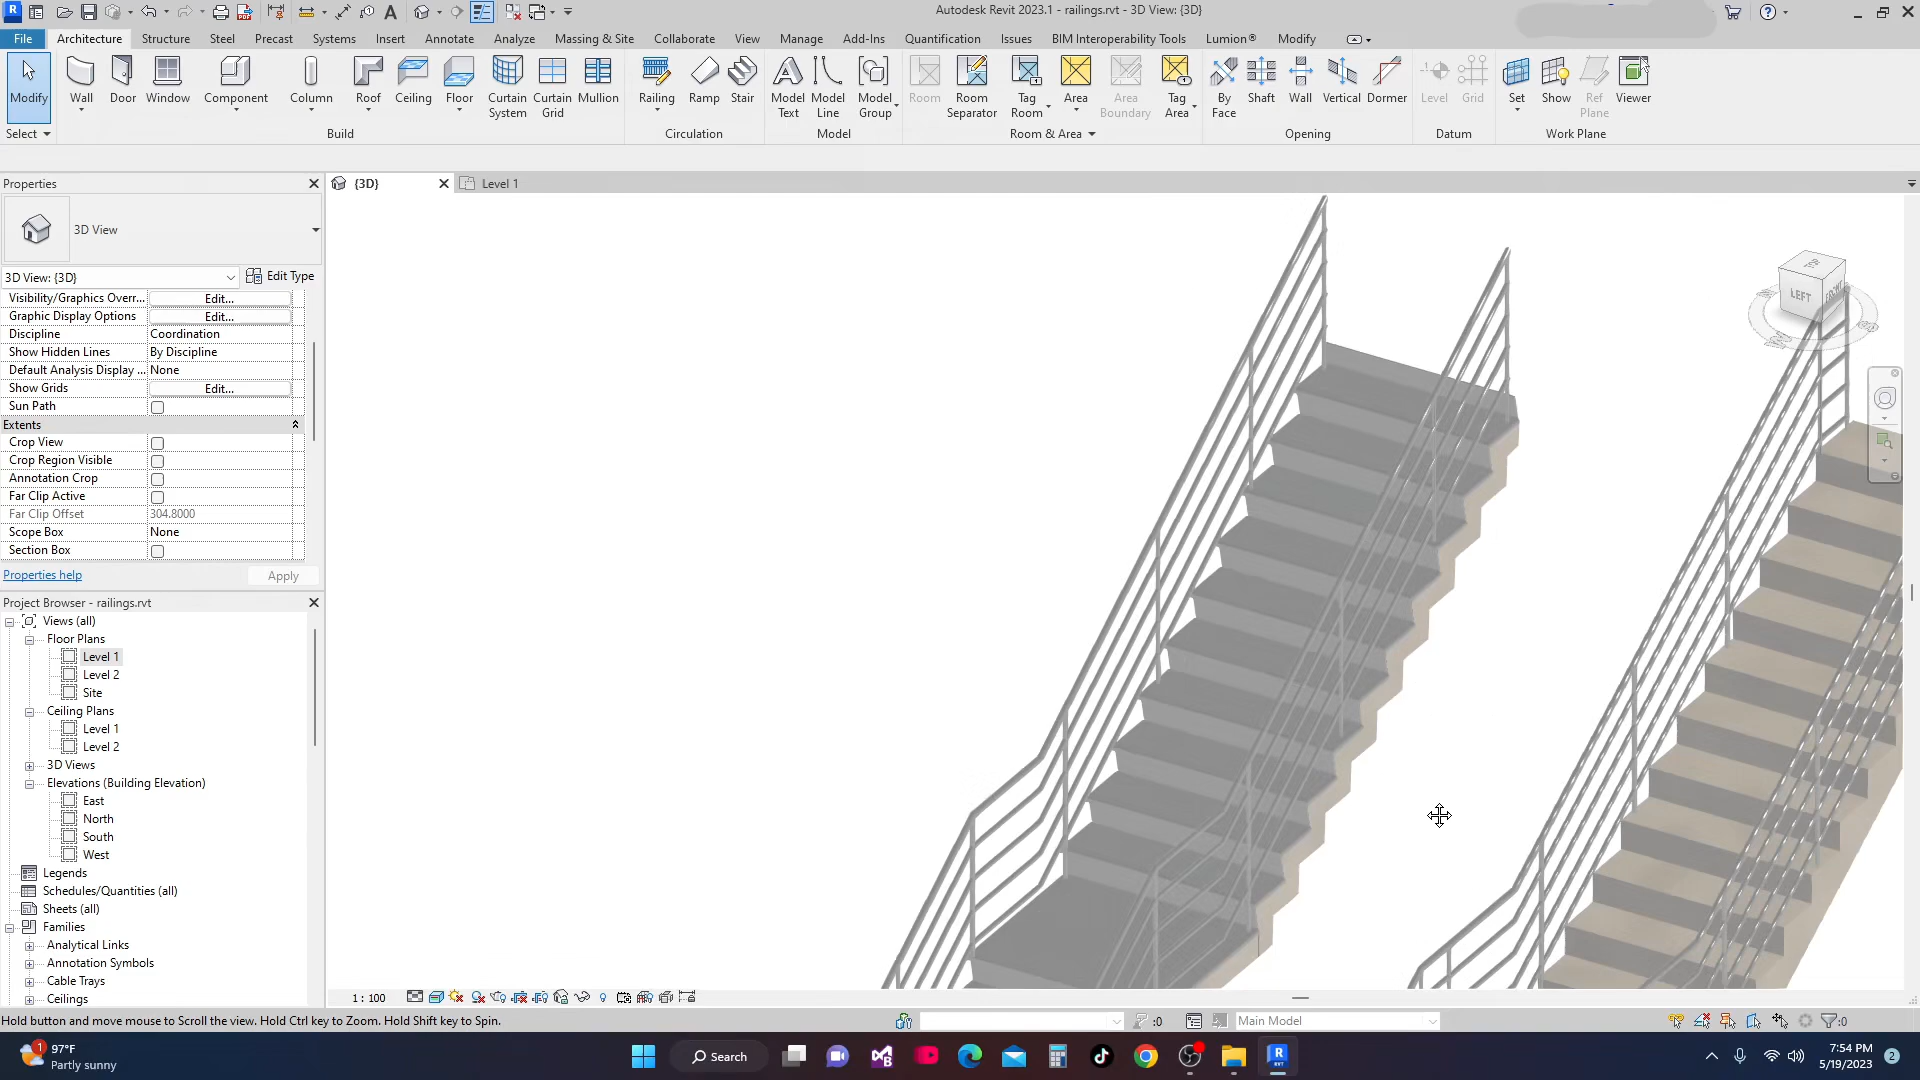 Autodesk Revit 2023.1 - railings.rvt - 3D View: {3D}
File Architecture Structure Steel Precast Systems Insert Annotate Analyze Massing & Site Collaborate View Manage Add-Ins Quantification Issues BIM Interoperability Tools Lumion® Modify
Modify Wall Door Window Component Column Roof Ceiling Floor Curtain System Curtain Grid Mullion Railing Ramp Stair Model Text Model Line Model Group Room Room Separator Tag Room Area Area Boundary Tag Area By Face Shaft Wall Vertical Dormer Level Grid Set Show Ref Plane Viewer
Select Build Circulation Model Room & Area Opening Datum Work Plane
Properties
{3D} Level 1
3D View
3D View: {3D} Edit Type
Visibility/Graphics Overr... Edit...
Graphic Display Options Edit...
Discipline Coordination
Show Hidden Lines By Discipline
Default Analysis Display ... None
Show Grids Edit...
Sun Path
Extents
Crop View
Crop Region Visible
Annotation Crop
Far Clip Active
Far Clip Offset 304.8000
Scope Box None
Section Box
Properties help Apply
Project Browser - railings.rvt
Views (all)
Floor Plans
Level 1
Level 2
Site
Ceiling Plans
Level 1
Level 2
3D Views
Elevations (Building Elevation)
East
North
South
West
Legends
Schedules/Quantities (all)
Sheets (all)
Families
Analytical Links
Annotation Symbols
Cable Trays
Ceilings
TOP
LEFT
FRONT
1 : 100
Hold button and move mouse to Scroll the view. Hold Ctrl key to Zoom. Hold Shift key to Spin.
:0
Main Model
:0
1
97°F
Partly sunny
Search
7:54 PM
5/19/2023
2